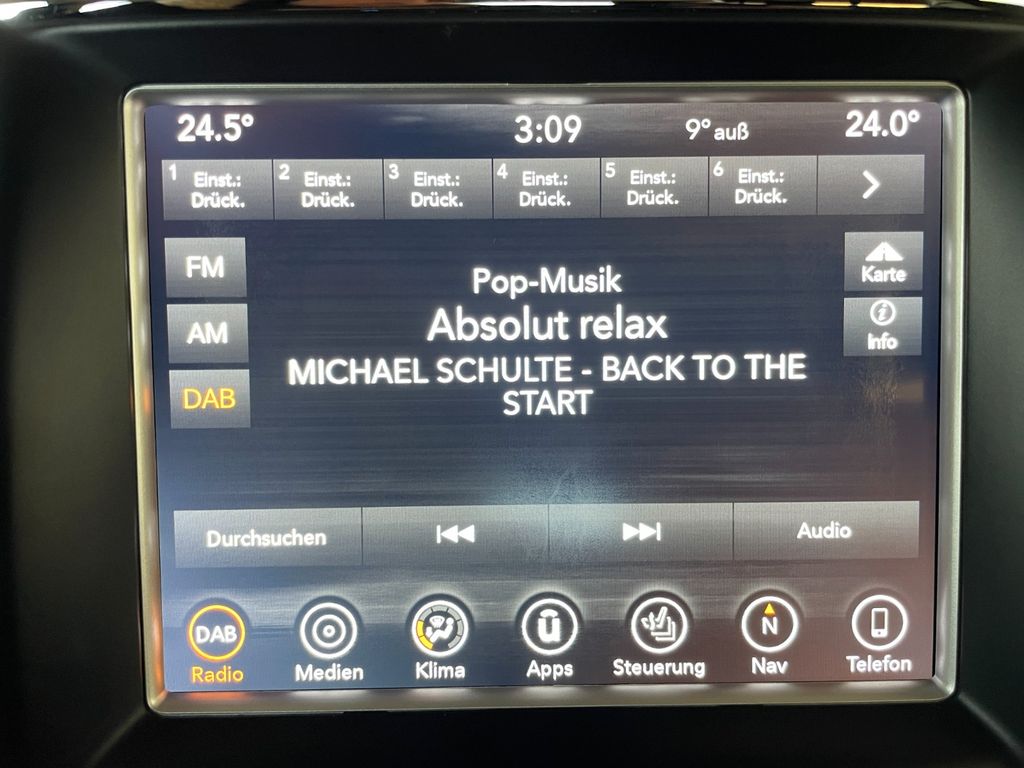 24.5° 3:09 9° auß 24.0°
1 Einst.: Drück. 2 Einst.: Drück. 3 Einst.: Drück. 4 Einst.: Drück. 5 Einst.: Drück. 6 Einst.: Drück.
FM
AM
DAB
Pop-Musik
Absolut relax
MICHAEL SCHULTE - BACK TO THE
START
Karte
Info
Durchsuchen Audio
DAB N
Radio Medien Klima Apps Steuerung Nav Telefon